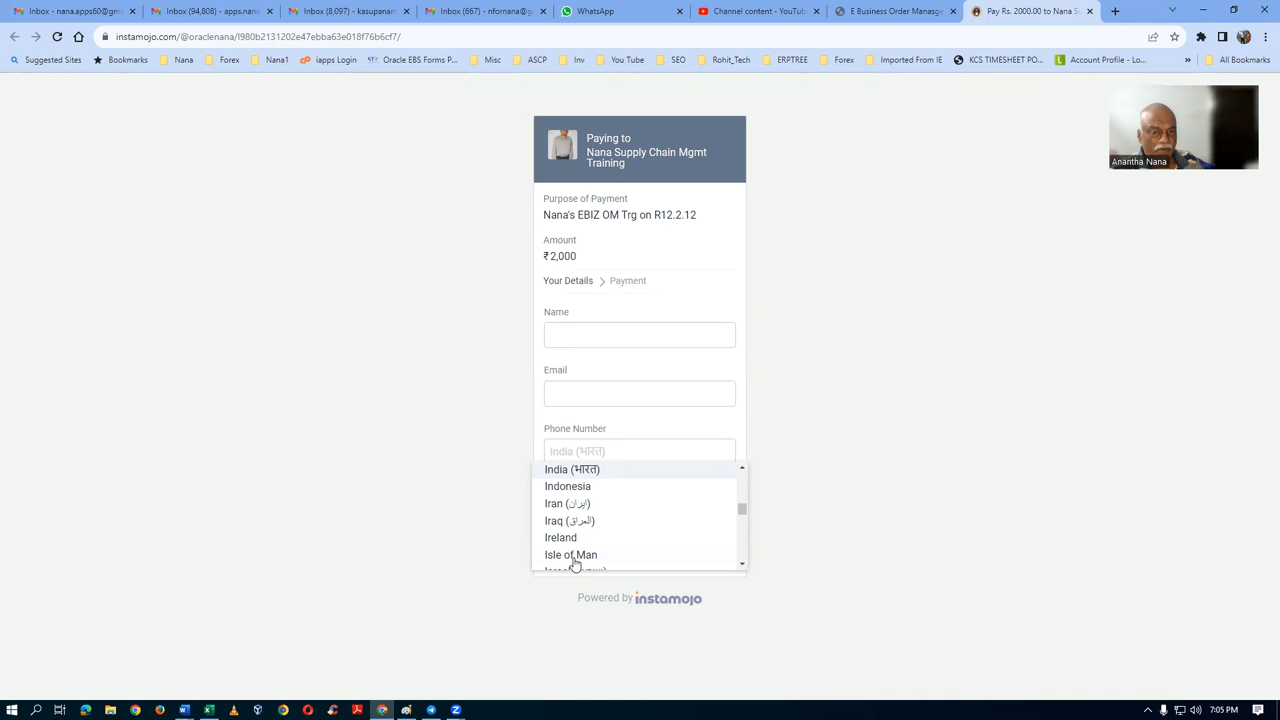 Inbox - nana.apps60@gm
Inbox (94,808) - apps.nana
Inbox (8,097) - kasupanam
Inbox (667) - nforonana@g
WhatsApp
Channel content - YouTube
E Business Order Manasge
Pay Rs. 2000.00 to Nana S
instamojo.com/@oraclenana/l980b2131202e47ebba63e018f76b6cf7/
Suggested Sites
Bookmarks
Nana
Forex
Nana1
iapps Login
Oracle EBS Forms P...
Misc
ASCP
Inv
You Tube
SEO
Rohit_Tech
ERPTREE
Forex
Imported From IE
KCS TIMESHEET PO...
Account Profile - Lo...
»
All Bookmarks
Anantha Nana
Paying to
Nana Supply Chain Mgmt
Training
Purpose of Payment
Nana's EBIZ OM Trg on R12.2.12
Amount
₹2,000
Your Details
Payment
Name
Email
Phone Number
India (भारत)
India (भारत)
Indonesia
Iran (ایران)
Iraq (العراق)
Ireland
Isle of Man
Powered by instamojo
7:05 PM